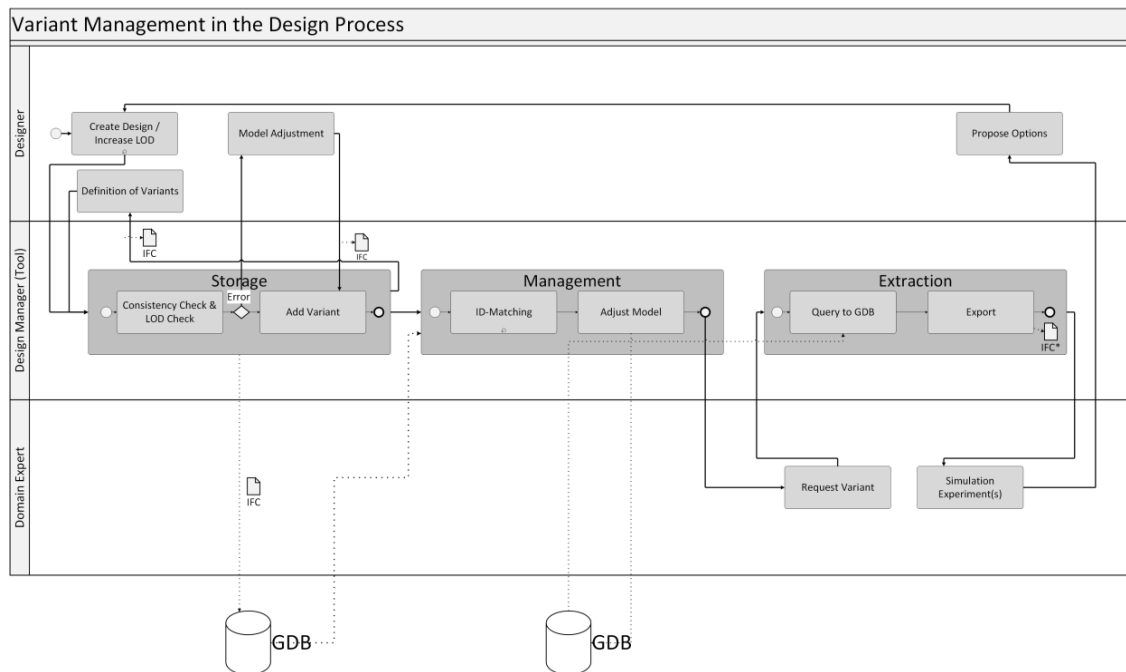 Variant Management in the Design Process
Designer
Create Design /
Increase LOD
Model Adjustment
Propose Options
Definition of Variants
Design Manager (Tool)
IFC
IFC
Storage
Error
Consistency Check &
LOD Check
Add Variant
Management
ID-Matching
Adjust Model
Extraction
Query to GDB
Export
IFC*
Domain Expert
IFC
Request Variant
Simulation
Experiment(s)
GDB
GDB